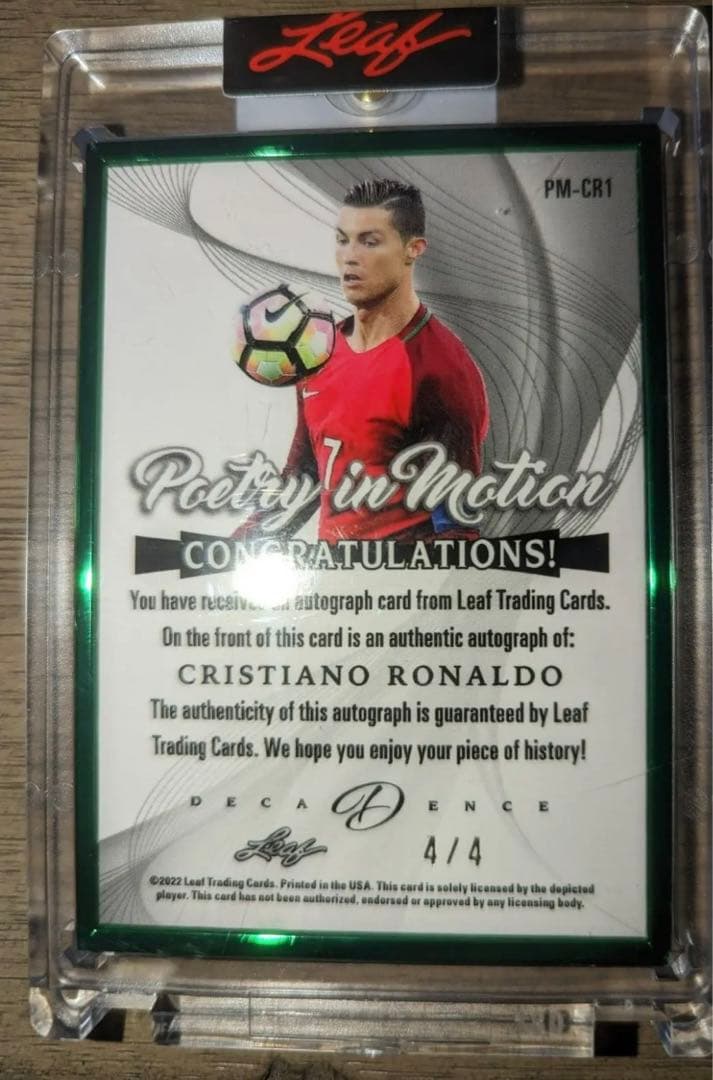 Leaf
PM-CR1
7
Poetry in Motion
CONGRATULATIONS!
You have autograph card from Leaf Trading Cards.
On the front of this card is an authentic autograph of:
CRISTIANO RONALDO
The authenticity of this autograph is guaranteed by Leaf
Trading Cards. We hope you enjoy your piece of history!
DECADENCE
Leaf 4/4
©2022 Leaf Trading Cards. Printed in the USA. This card is solely licensed by the depicted
player. This card has not been authorized, endorsed or approved by any licensing body.